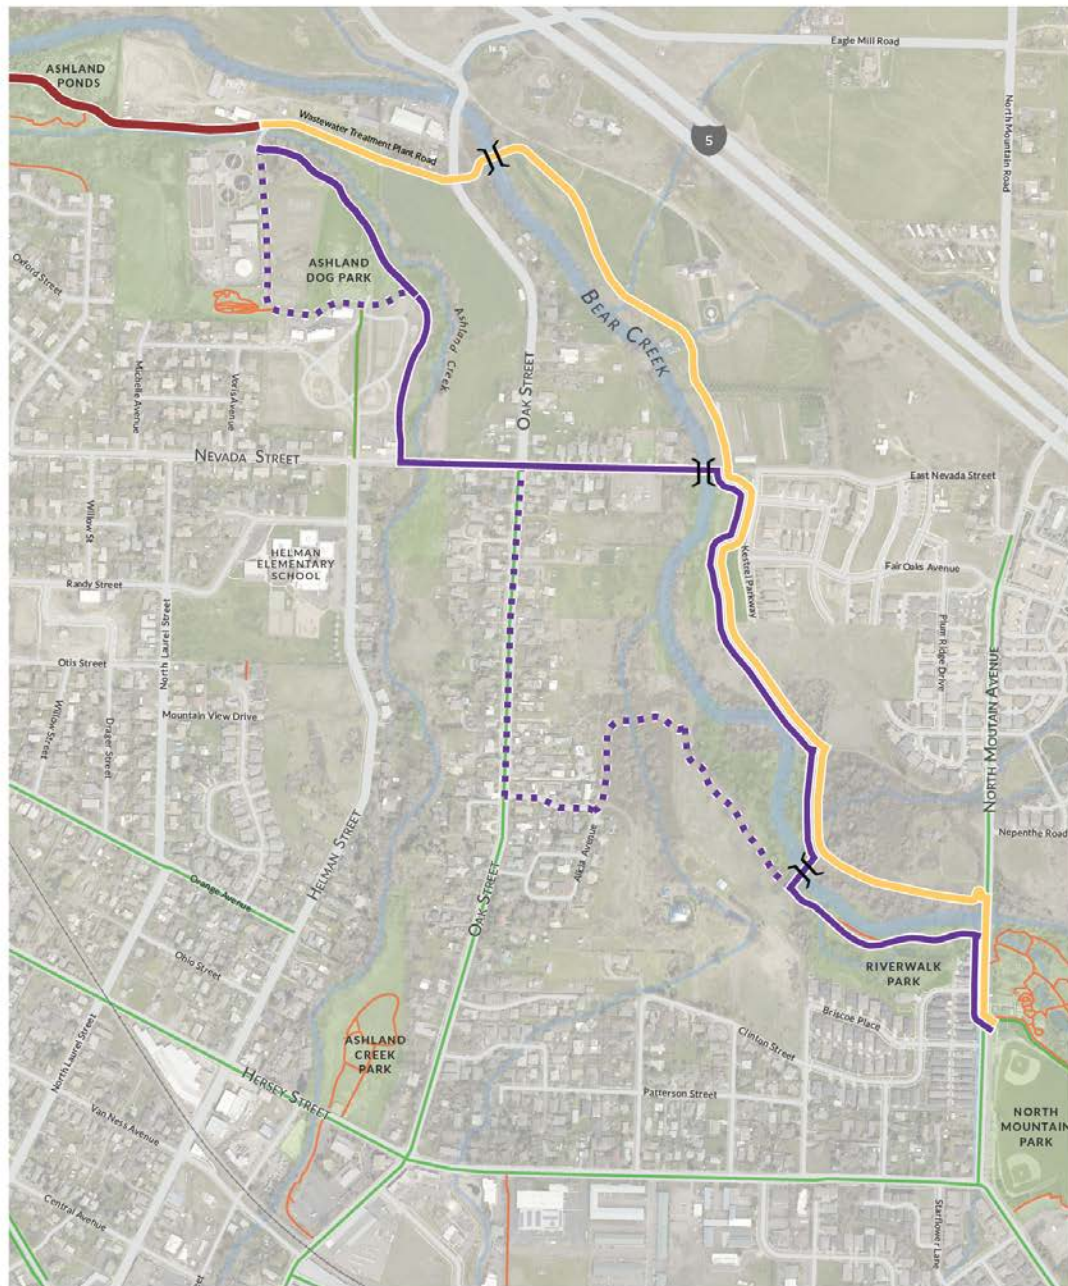 Eagle Mill Road
ASHLAND
PONDS
Wastewater Treatment Plant Road
5
North Mountain Road
Oxford Street
ASHLAND
DOG PARK
Ashland Creek
BEAR CREEK
OAK STREET
Michelle Avenue
Voris Avenue
NEVADA STREET
East Nevada Street
Willow St
HELMAN
ELEMENTARY
SCHOOL
Kestrel Parkway
Fair Oaks Avenue
Randy Street
North Laurel Street
Plum Ridge Drive
Otis Street
Willow Street
Drager Street
Mountain View Drive
NORTH MOUTAIN AVENUE
Nepenthe Road
HELMAN STREET
Alicia Avenue
Orange Avenue
OAK STREET
Ohio Street
RIVERWALK
PARK
Briscoe Place
Clinton Street
North Laurel Street
ASHLAND
CREEK
PARK
HERSEY STREET
Patterson Street
Van Ness Avenue
NORTH
MOUNTAIN
PARK
Central Avenue
Starflower Lane